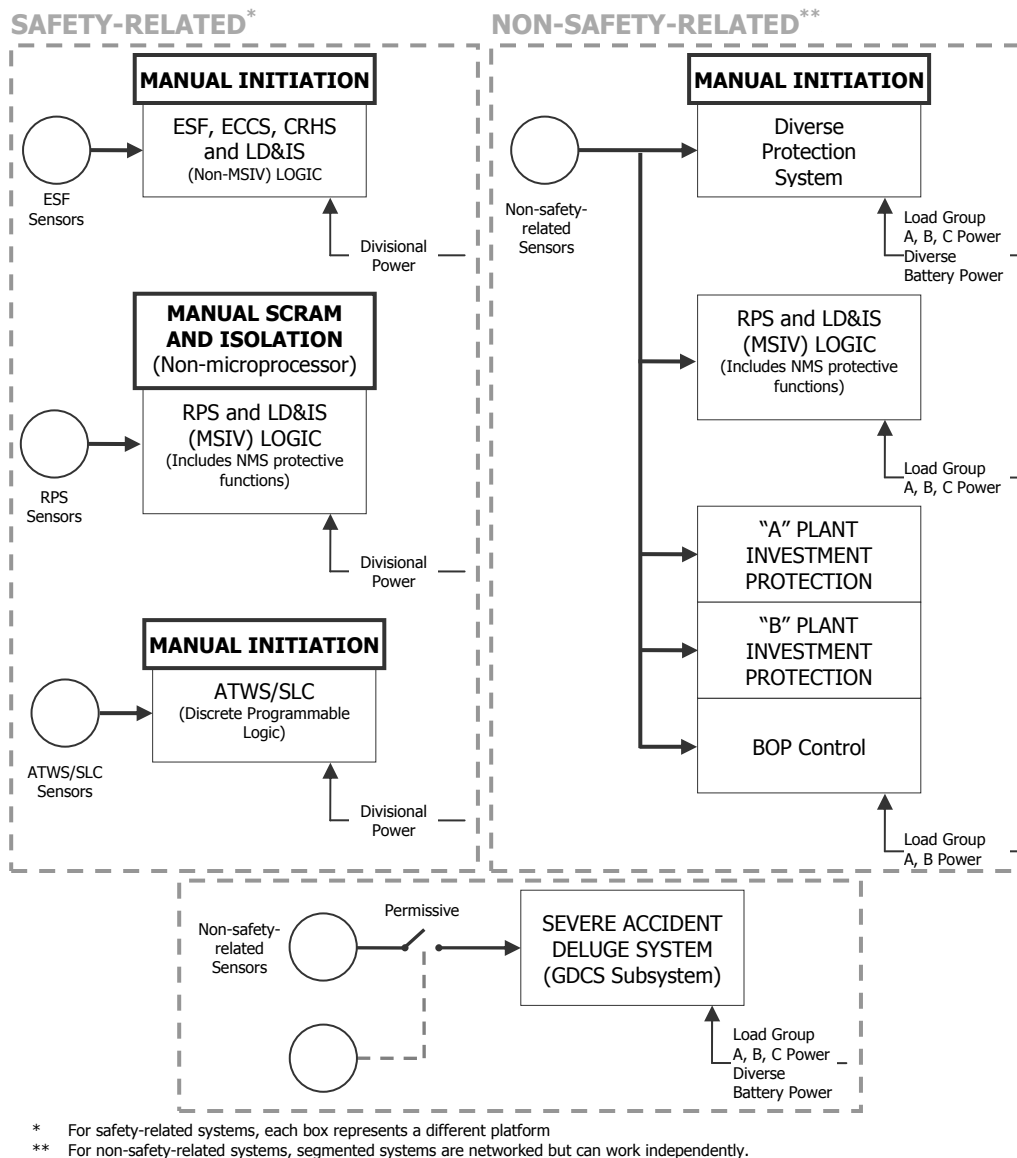 SAFETY-RELATED*
MANUAL INITIATION
ESF, ECCS, CRHS
and LD&IS
(Non-MSIV) LOGIC
ESF
Sensors
Divisional
Power
MANUAL SCRAM
AND ISOLATION
(Non-microprocessor)
RPS and LD&IS
(MSIV) LOGIC
(Includes NMS protective
functions)
RPS
Sensors
Divisional
Power
MANUAL INITIATION
ATWS/SLC
(Discrete Programmable
Logic)
ATWS/SLC
Sensors
Divisional
Power
NON-SAFETY-RELATED**
MANUAL INITIATION
Diverse
Protection
System
Non-safety-
related
Sensors
Load Group
A, B, C Power
Diverse
Battery Power
RPS and LD&IS
(MSIV) LOGIC
(Includes NMS protective
functions)
Load Group
A, B, C Power
“A” PLANT
INVESTMENT
PROTECTION
“B” PLANT
INVESTMENT
PROTECTION
BOP Control
Load Group
A, B Power
Non-safety-
related
Sensors
Permissive
SEVERE ACCIDENT
DELUGE SYSTEM
(GDCS Subsystem)
Load Group
A, B, C Power
Diverse
Battery Power
* For safety-related systems, each box represents a different platform
** For non-safety-related systems, segmented systems are networked but can work independently.